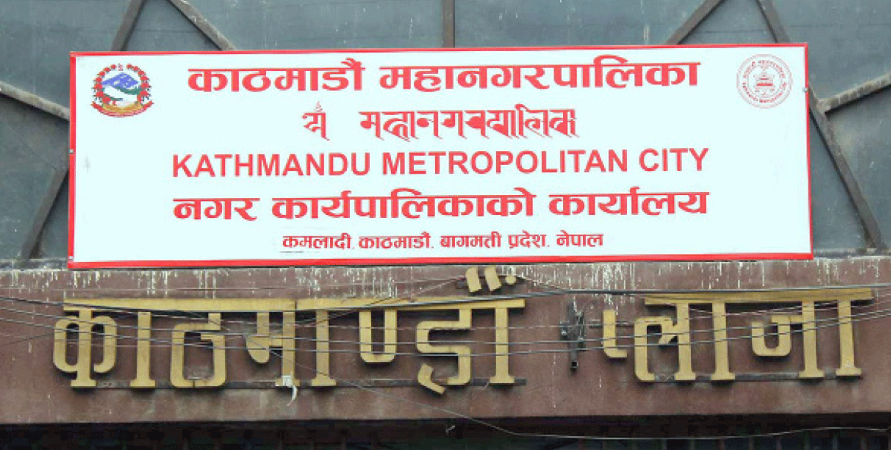 काठमाडौं महानगरपालिका
KATHMANDU METROPOLITAN CITY
नगर कार्यपालिकाको कार्यालय
कमलादी, काठमाडौं, बागमती प्रदेश, नेपाल
काठमाण्डौं प्लाजा